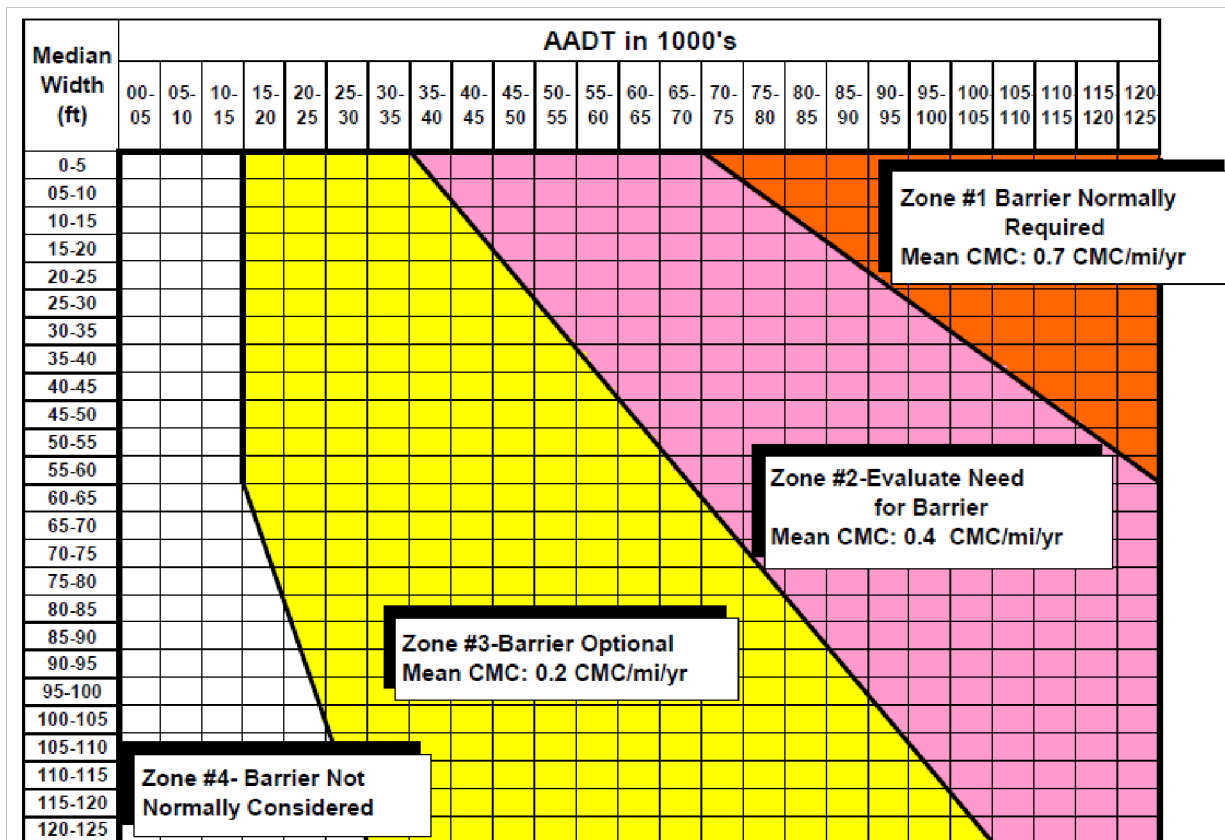 AADT in 1000's
Median
Width
(ft)
00- 05- 10- 15- 20- 25- 30- 35- 40- 45- 50- 55- 60- 65- 70- 75- 80- 85- 90- 95- 100 105- 110 115 120-
05 10 15 20 25 30 35 40 45 50 55 60 65 70 75 80 85 90 95 100 105 110 115 120 125
0-5
05-10
10-15
15-20
20-25
25-30
30-35
35-40
40-45
45-50
50-55
55-60
60-65
65-70
70-75
75-80
80-85
85-90
90-95
95-100
100-105
105-110
110-115
115-120
120-125
Zone #1 Barrier Normally
Required
Mean CMC: 0.7 CMC/mi/yr
Zone #2-Evaluate Need
for Barrier
Mean CMC: 0.4 CMC/mi/yr
Zone #3-Barrier Optional
Mean CMC: 0.2 CMC/mi/yr
Zone #4- Barrier Not
Normally Considered